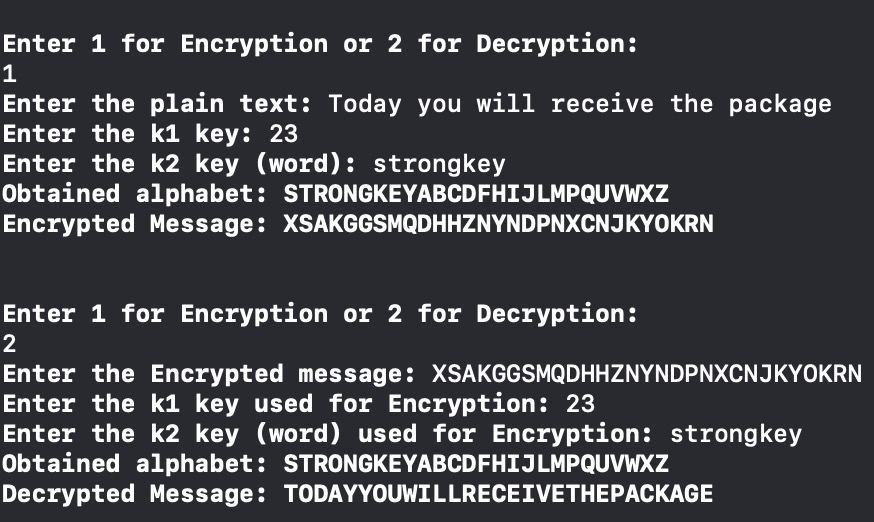 Enter 1 for Encryption or 2 for Decryption:
1
Enter the plain text: Today you will receive the package
Enter the k1 key: 23
Enter the k2 key (word): strongkey
Obtained alphabet: STRONGKEYABCDFHIJLMPQUVWXZ
Encrypted Message: XSAKGGSMQDHHZNYNDPNXCNJKYOKRN
Enter 1 for Encryption or 2 for Decryption:
2
Enter the Encrypted message: XSAKGGSMQDHHZNYNDPNXCNJKYOKRN
Enter the k1 key used for Encryption: 23
Enter the k2 key (word) used for Encryption: strongkey
Obtained alphabet: STRONGKEYABCDFHIJLMPQUVWXZ
Decrypted Message: TODAYYOUWILLRECEIVETHEPACKAGE